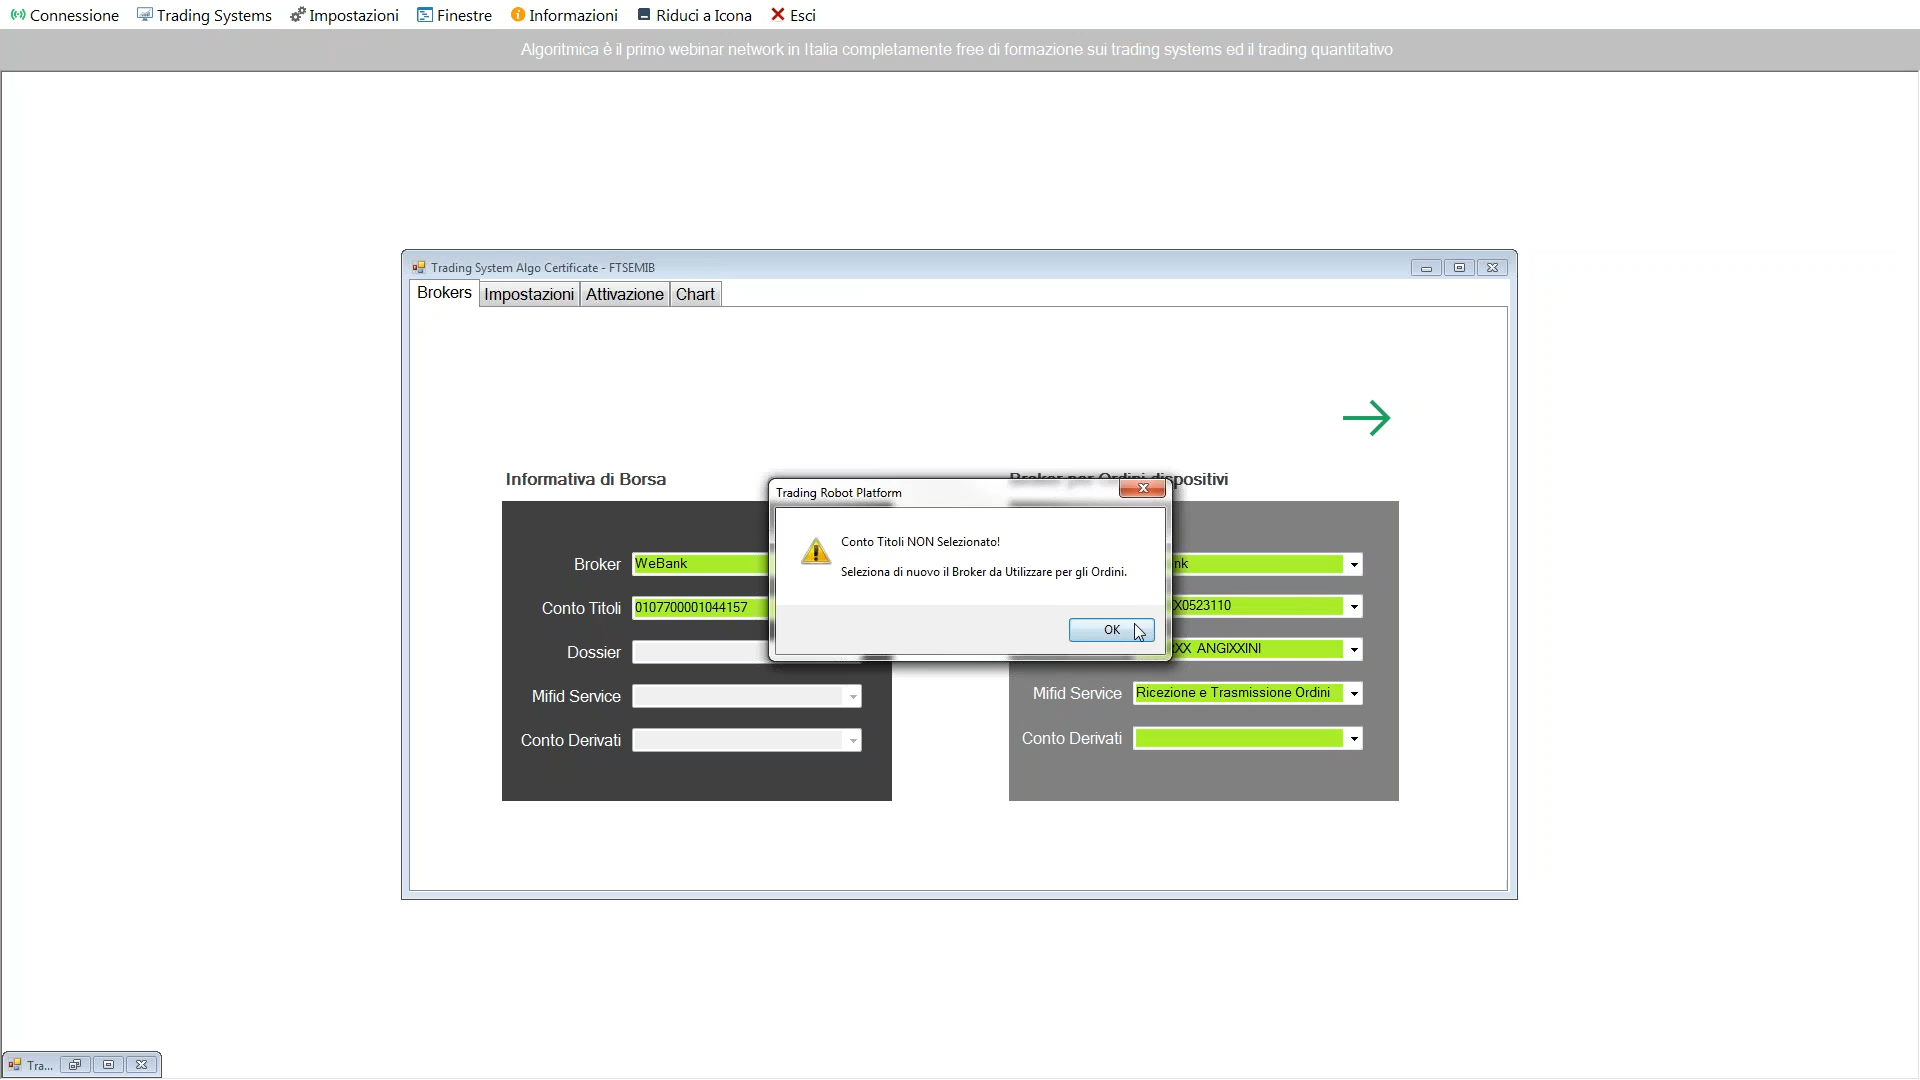 Connessione Trading Systems Impostazioni Finestre Informazioni Riduci a Icona Esci
Algoritmica è il primo webinar network in Italia completamente free di formazione sui trading systems ed il trading quantitativo
Trading System Algo Certificate - FTSEMIB
Brokers Impostazioni Attivazione Chart
Informativa di Borsa
Broker per Ordini dispositivi
Broker WeBank
Conto Titoli 0107700001044157
Dossier
Mifid Service
Conto Derivati
Trading Robot Platform
Conto Titoli NON Selezionato!
Seleziona di nuovo il Broker da Utilizzare per gli Ordini.
OK
nk
X0523110
XX ANGIXXINI
Mifid Service Ricezione e Trasmissione Ordini
Conto Derivati
Tra...